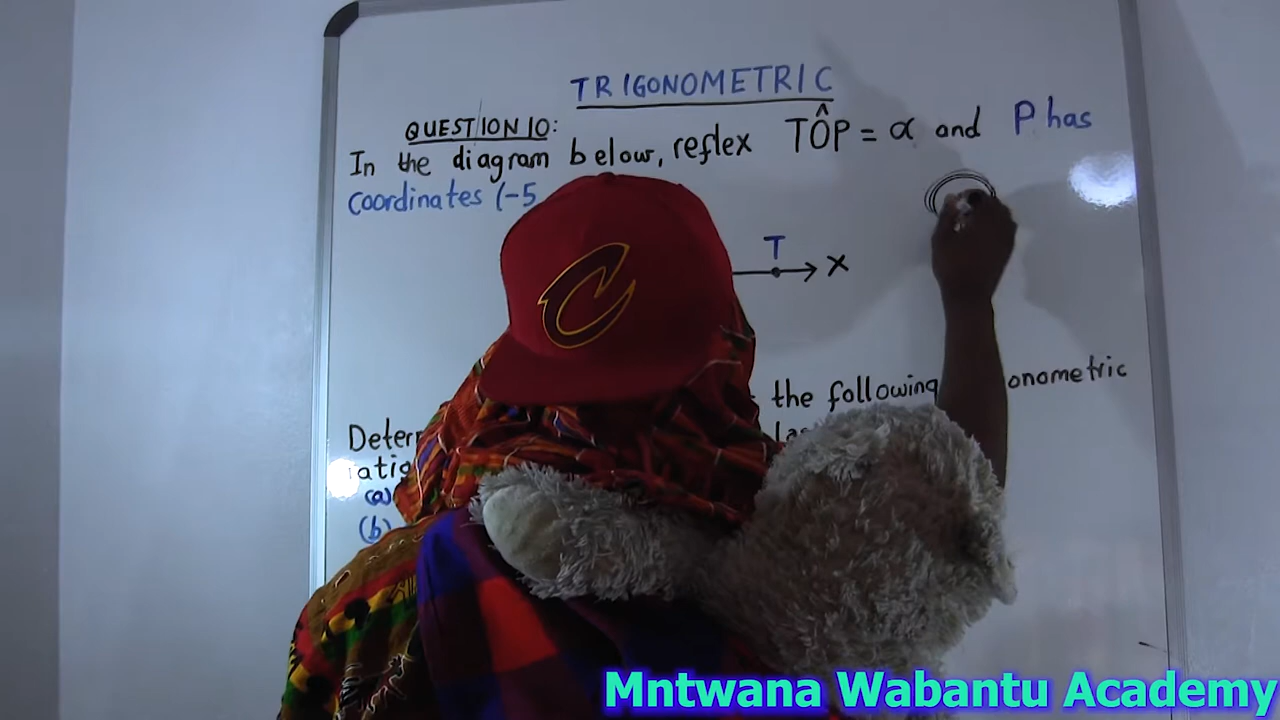 TRIGONOMETRIC
QUESTION 10:
In the diagram below, reflex TÔP = α and P has
coordinates (-5
T
x
the following onometric
Deter
ratio
(a)
(b)
C
Mntwana Wabantu Academy